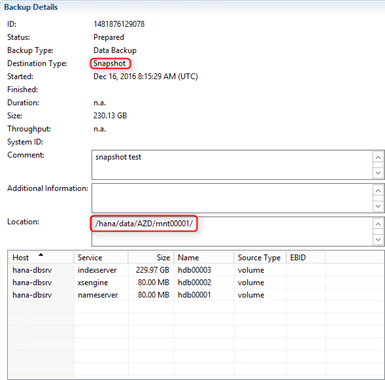 Backup Details
ID: 1481876129078
Status: Prepared
Backup Type: Data Backup
Destination Type: Snapshot
Started: Dec 16, 2016 8:15:29 AM (UTC)
Finished:
Duration: n.a.
Size: 230.13 GB
Throughput: n.a.
System ID:
Comment: snapshot test
Additional Information:
Location: /hana/data/AZD/mnt00001/
Host Service Size Name Source Type EBID
hana-dbsrv indexserver 229.97 GB hdb00003 volume
hana-dbsrv xsengine 80.00 MB hdb00002 volume
hana-dbsrv nameserver 80.00 MB hdb00001 volume